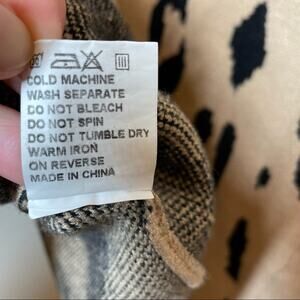 COLD MACHINE
WASH SEPARATE
DO NOT BLEACH
DO NOT SPIN
DO NOT TUMBLE DRY
WARM IRON
ON REVERSE
MADE IN CHINA